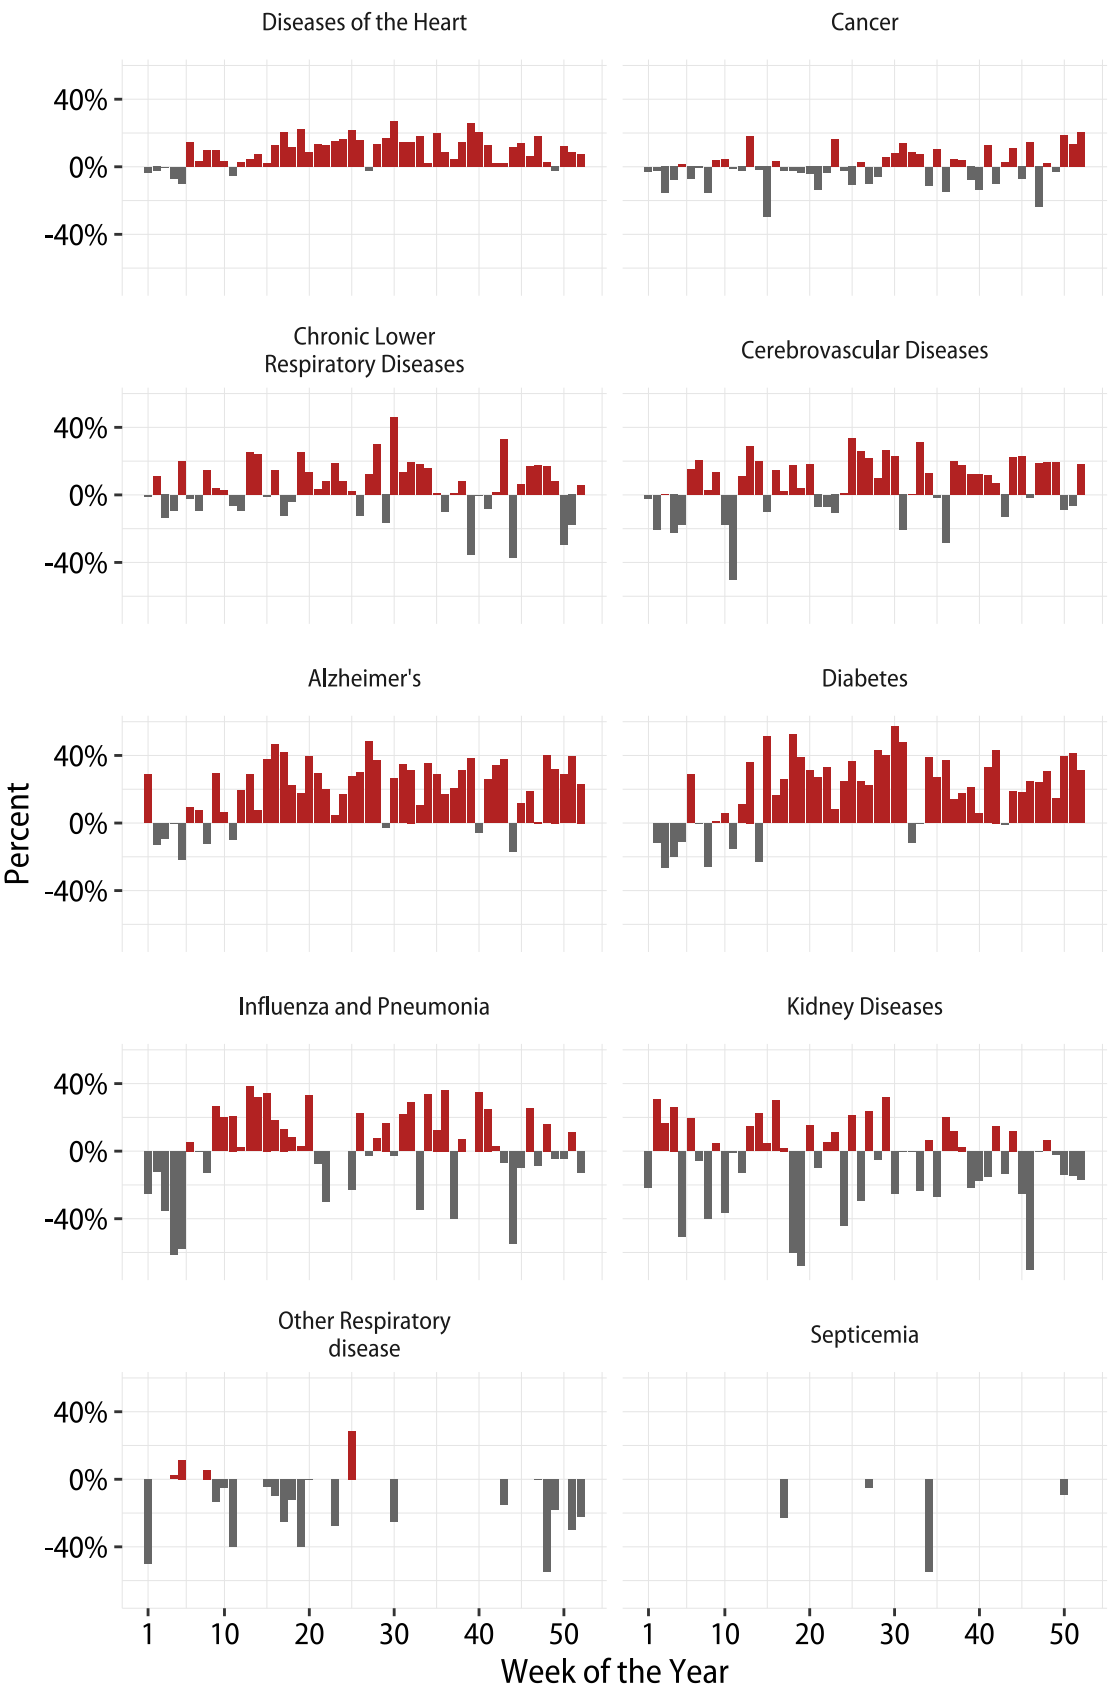 Diseases of the Heart
Cancer
40%
0%
-40%
Chronic Lower
Respiratory Diseases
Cerebrovascular Diseases
40%
0%
-40%
Alzheimer's
Diabetes
40%
0%
-40%
Percent
Influenza and Pneumonia
Kidney Diseases
40%
0%
-40%
Other Respiratory
disease
Septicemia
40%
0%
-40%
1 10 20 30 40 50
1 20 30 40 50
Week of the Year